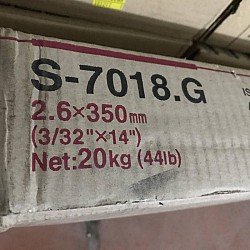 S-7018.G
2.6×350mm
(3/32"×14")
Net:20kg (44lb)